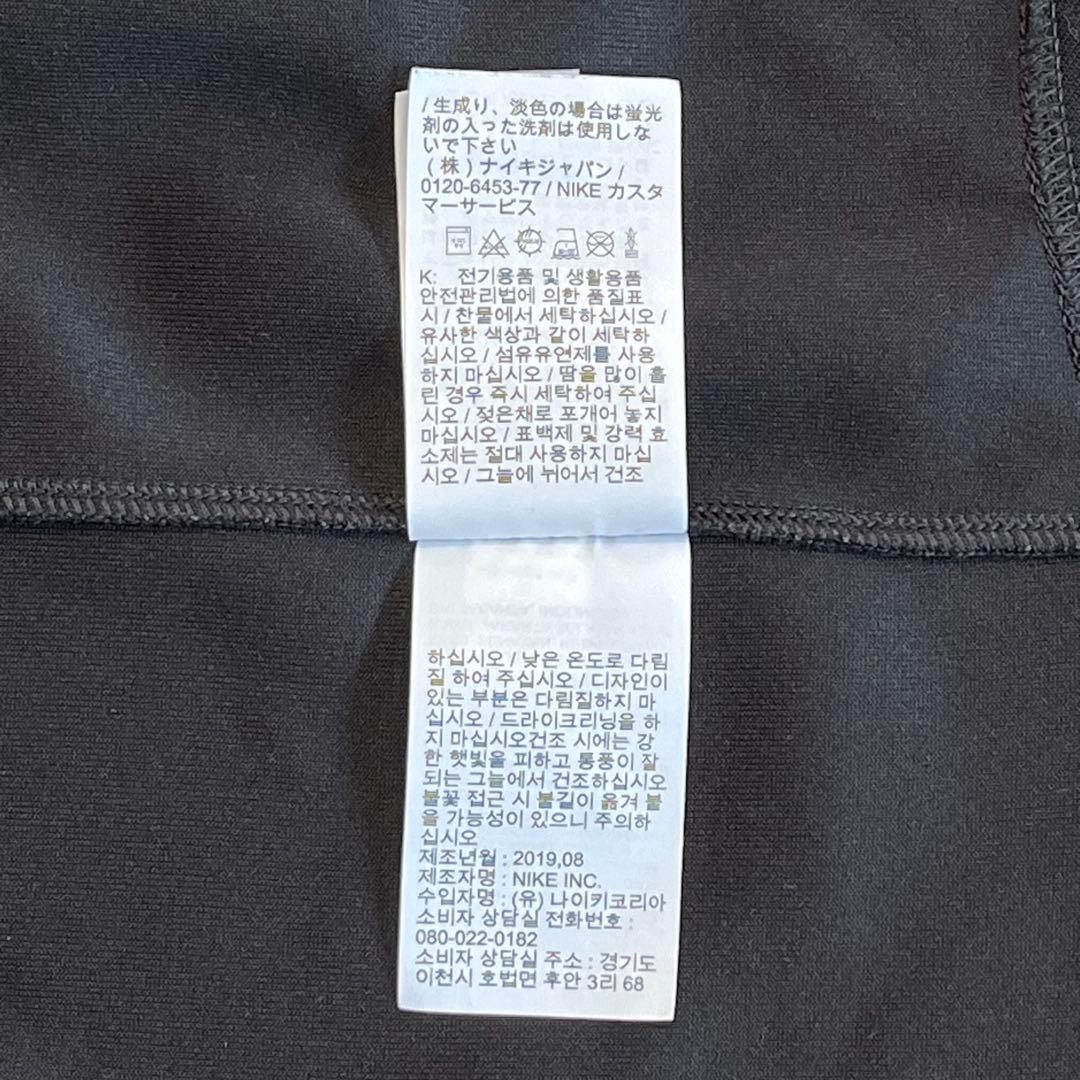 / 生成り、淡色の場合は蛍光
剤の入った洗剤は使用しな
いで下さい
(株) ナイキジャパン /
0120-6453-77 / NIKE カスタ
マーサービス
K: 전기용품 및 생활용품
안전관리법에 의한 품질표
시 / 찬물에서 세탁하십시오 /
유사한 색상과 같이 세탁하
십시오 / 섬유유연제를 사용
하지 마십시오 / 땀을 많이 흘
린 경우 즉시 세탁하여 주십
시오 / 젖은채로 포개어 놓지
마십시오 / 표백제 및 강력 효
소제는 절대 사용하지 마십
시오 / 그늘에 뉘어서 건조
하십시오 / 낮은 온도로 다림
질 하여 주십시오 / 디자인이
있는 부분은 다림질하지 마
십시오 / 드라이크리닝을 하
지 마십시오건조 시에는 강
한 햇빛을 피하고 통풍이 잘
되는 그늘에서 건조하십시오
불꽃 접근 시 불길이 옮겨 붙
을 가능성이 있으니 주의하
십시오
제조년월 : 2019,08
제조자명 : NIKE INC.
수입자명 : (유) 나이키코리아
소비자 상담실 전화번호 :
080-022-0182
소비자 상담실 주소 : 경기도
이천시 호법면 후안 3리 68